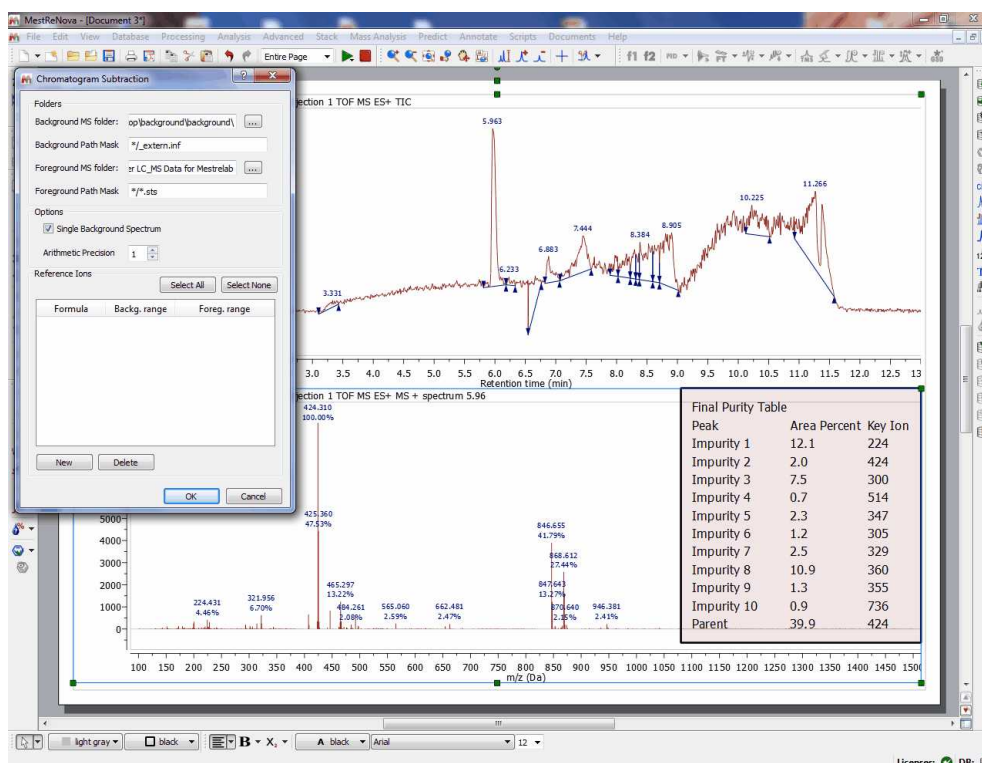 MestReNova - [Document 3*]
File Edit View Database Processing Analysis Advanced Stack Mass Analysis Predict Annotate Scripts Documents Help
Entire Page
f1 f2
Chromatogram Subtraction
Folders
Background MS folder: op\background\background\ ...
Background Path Mask */_extern.inf
Foreground MS folder: er LC_MS Data for Mestrelab ...
Foreground Path Mask */*.sts
Options
Single Background Spectrum
Arithmetic Precision 1
Reference Ions
Select All Select None
Formula Backg. range Foreg. range
New Delete
OK Cancel
ection 1 TOF MS ES+ TIC
5.963
11.266
10.225
7.444
8.384
8.905
6.883
6.233
3.331
3.0 3.5 4.0 4.5 5.0 5.5 6.0 6.5 7.0 7.5 8.0 8.5 9.0 9.5 10.0 10.5 11.0 11.5 12.0 12.5 13
Retention time (min)
ection 1 TOF MS ES+ MS + spectrum 5.96
424.310
100.00%
425.360
47.53%
846.655
41.79%
868.612
27.44%
847.643
13.27%
465.297
13.22%
224.431
4.46%
321.956
6.70%
484.261
2.08%
565.060
2.59%
662.481
2.47%
870.640
2.15%
946.381
2.41%
5000
4000
3000
2000
1000
0
100 150 200 250 300 350 400 450 500 550 600 650 700 750 800 850 900 950 1000 1050 1100 1150 1200 1250 1300 1350 1400 1450 1500
m/z (Da)
Final Purity Table
Peak Area Percent Key Ion
Impurity 1 12.1 224
Impurity 2 2.0 424
Impurity 3 7.5 300
Impurity 4 0.7 514
Impurity 5 2.3 347
Impurity 6 1.2 305
Impurity 7 2.5 329
Impurity 8 10.9 360
Impurity 9 1.3 355
Impurity 10 0.9 736
Parent 39.9 424
light gray black B X, A black Arial 12
Licenses: DB: